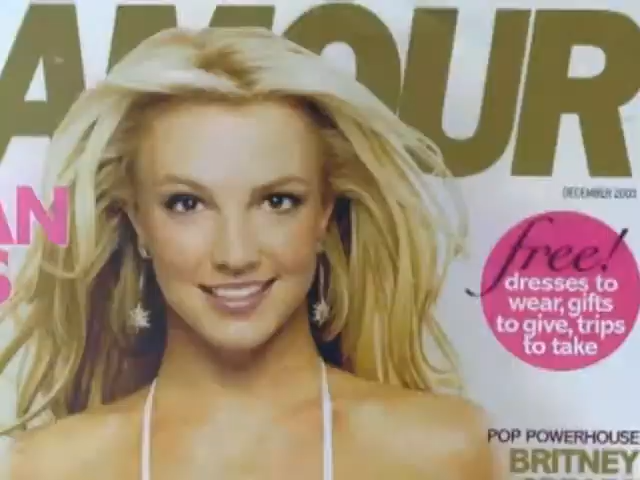 AMOUR
DECEMBER 2003
AN
S
free!
dresses to
wear, gifts
to give, trips
to take
POP POWERHOUSE
BRITNEY